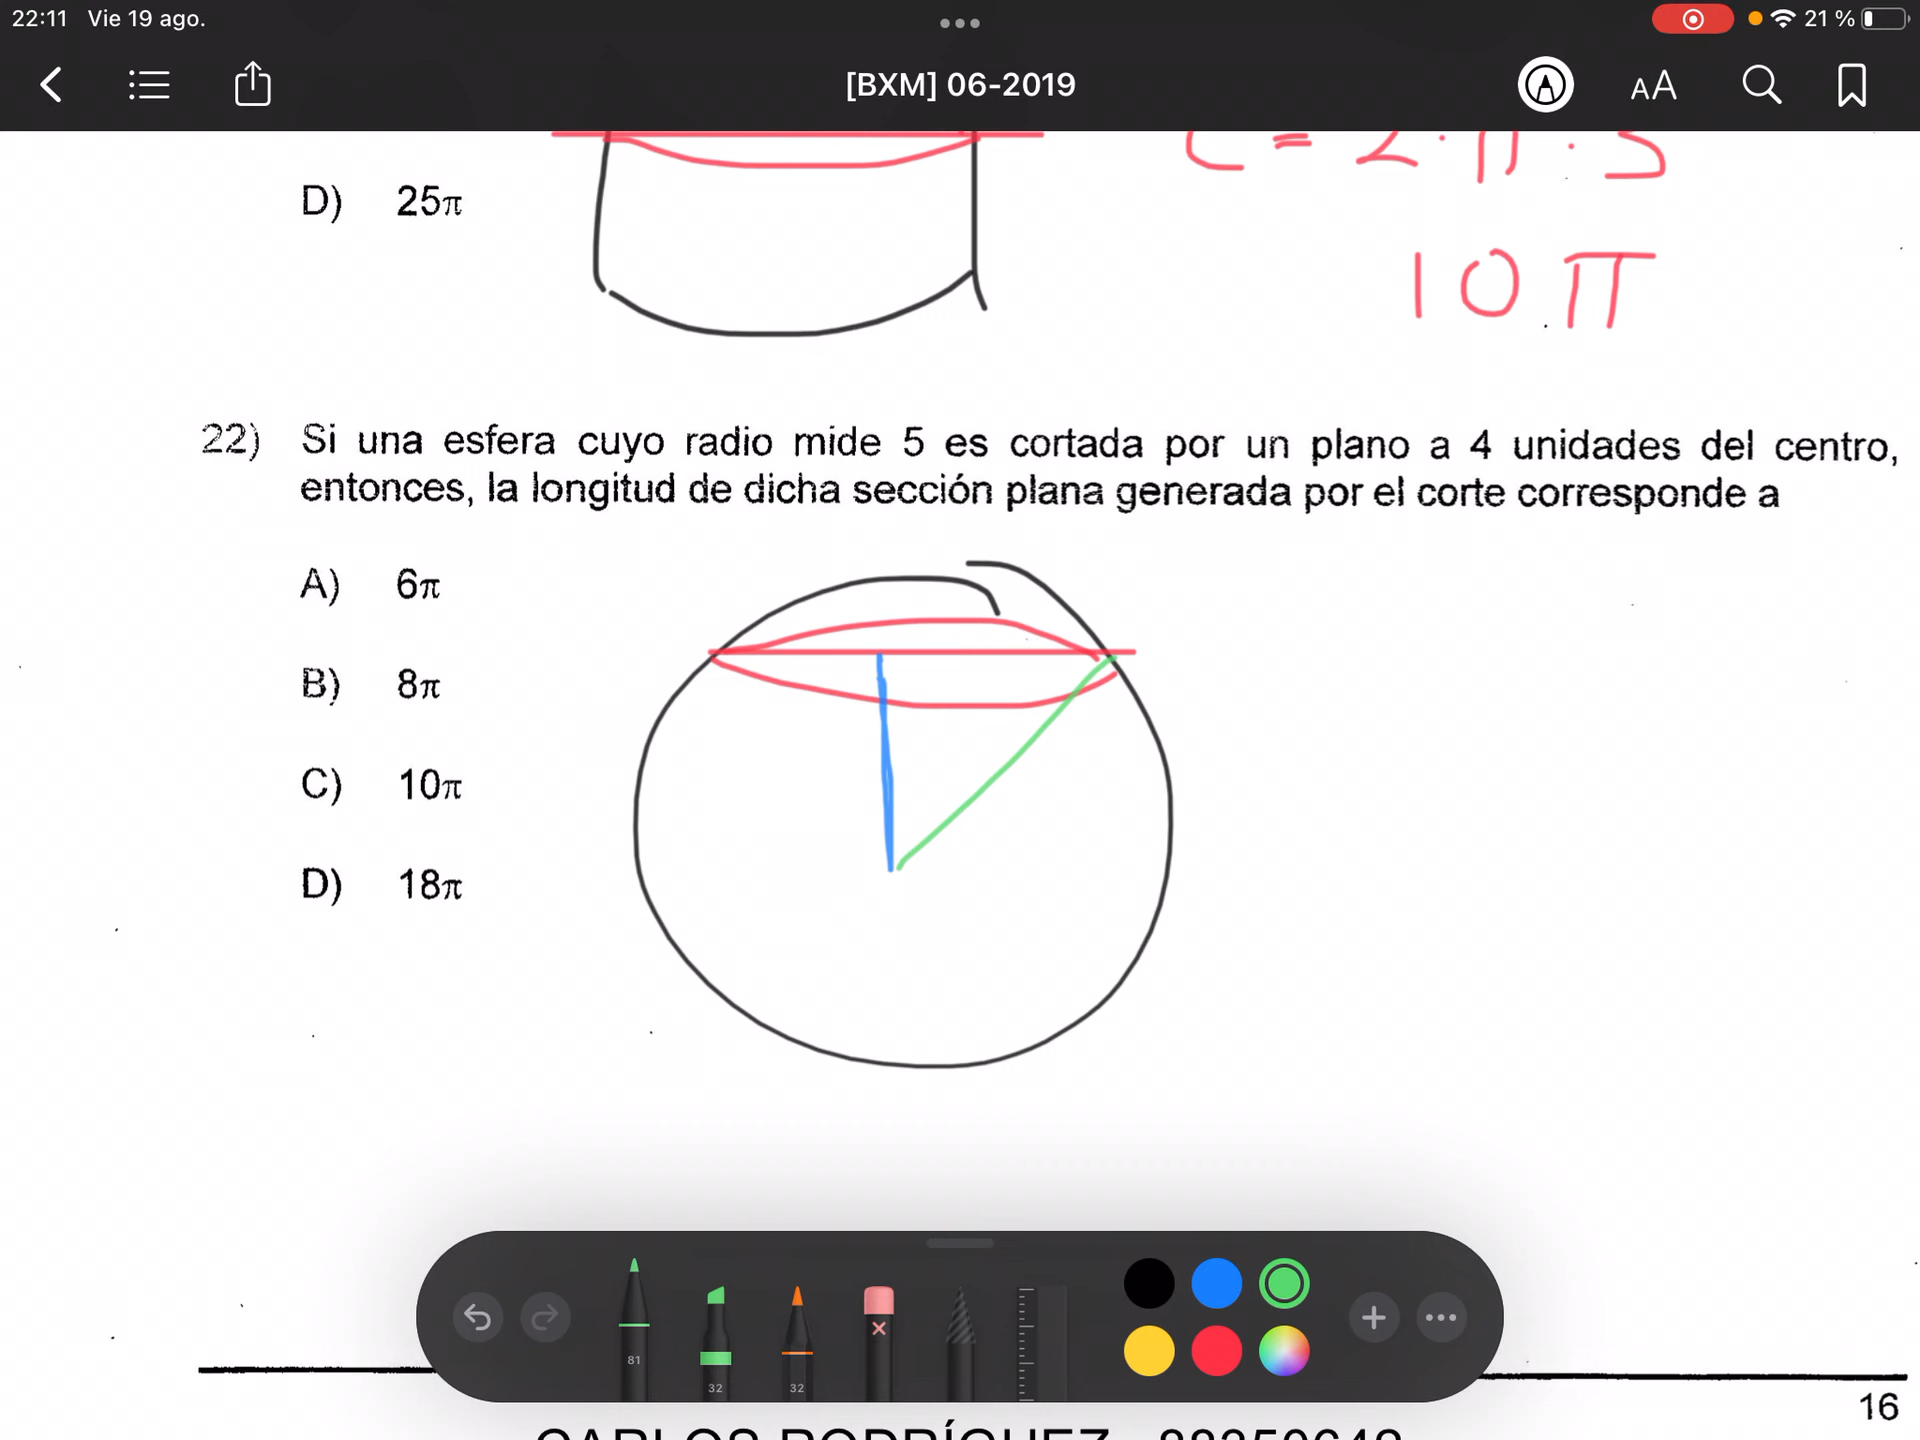 22:11 Vie 19 ago.
21 %
[BXM] 06-2019
AA
D) 25π
10 π
22) Si una esfera cuyo radio mide 5 es cortada por un plano a 4 unidades del centro,
entonces, la longitud de dicha sección plana generada por el corte corresponde a
A) 6π
B) 8π
C) 10π
D) 18π
81
32
32
16